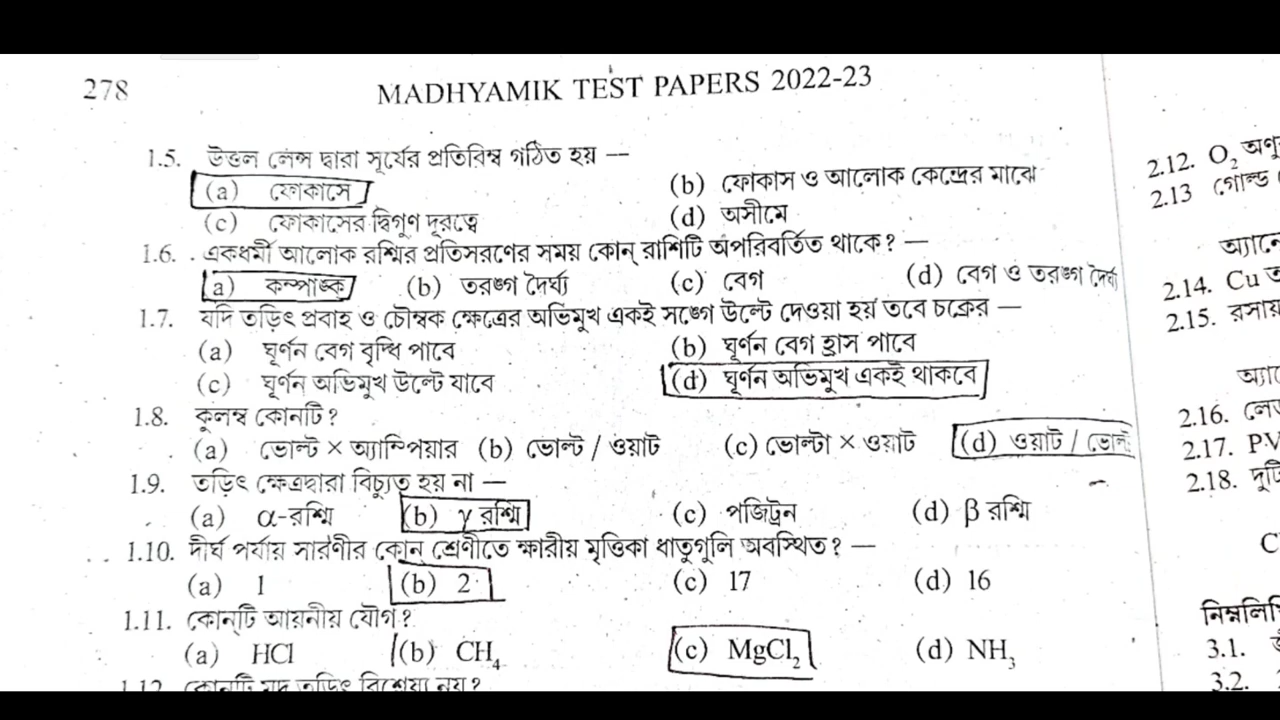 278
MADHYAMIK TEST PAPERS 2022-23
1.5. উত্তল লেন্স দ্বারা সূর্যের প্রতিবিম্ব গঠিত হয় —
(a) ফোকাসে (b) ফোকাস ও আলোক কেন্দ্রের মাঝে
(c) ফোকাসের দ্বিগুণ দূরত্বে (d) অসীমে
1.6. একধর্মী আলোক রশ্মির প্রতিসরণের সময় কোন্ রাশিটি অপরিবর্তিত থাকে? —
(a) কম্পাঙ্ক (b) তরঙ্গ দৈর্ঘ্য (c) বেগ (d) বেগ ও তরঙ্গ দৈর্ঘ্য
1.7. যদি তড়িৎ প্রবাহ ও চৌম্বক ক্ষেত্রের অভিমুখ একই সঙ্গে উল্টে দেওয়া হয় তবে চক্রের —
(a) ঘূর্ণন বেগ বৃদ্ধি পাবে (b) ঘূর্ণন বেগ হ্রাস পাবে
(c) ঘূর্ণন অভিমুখ উল্টে যাবে (d) ঘূর্ণন অভিমুখ একই থাকবে
1.8. কুলম্ব কোনটি?
(a) ভোল্ট × অ্যাম্পিয়ার (b) ভোল্ট / ওয়াট (c) ভোল্টা × ওয়াট (d) ওয়াট / ভোল্ট
1.9. তড়িৎ ক্ষেত্রদ্বারা বিচ্যুত হয় না —
(a) α-রশ্মি (b) γ রশ্মি (c) পজিট্রন (d) β রশ্মি
1.10. দীর্ঘ পর্যায় সারণীর কোন্ শ্রেণীতে ক্ষারীয় মৃত্তিকা ধাতুগুলি অবস্থিত? —
(a) 1 (b) 2 (c) 17 (d) 16
1.11. কোন্‌টি আয়নীয় যৌগ?
(a) HCl (b) CH₄ (c) MgCl₂ (d) NH₃
2.12. O₂ অণু
2.13 গোল্ড
2.14. Cu
2.15. রসায়
2.16.
2.17. PV
2.18. দুটি
নিম্নলি
3.1.
3.2.